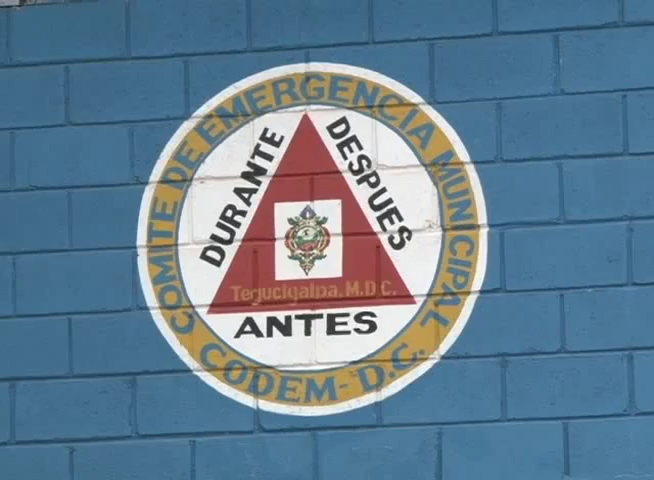 COMITE DE EMERGENCIA MUNICIPAL
CODEM-D.C.
DURANTE
DESPUES
Tegucigalpa, M.D.C.
ANTES